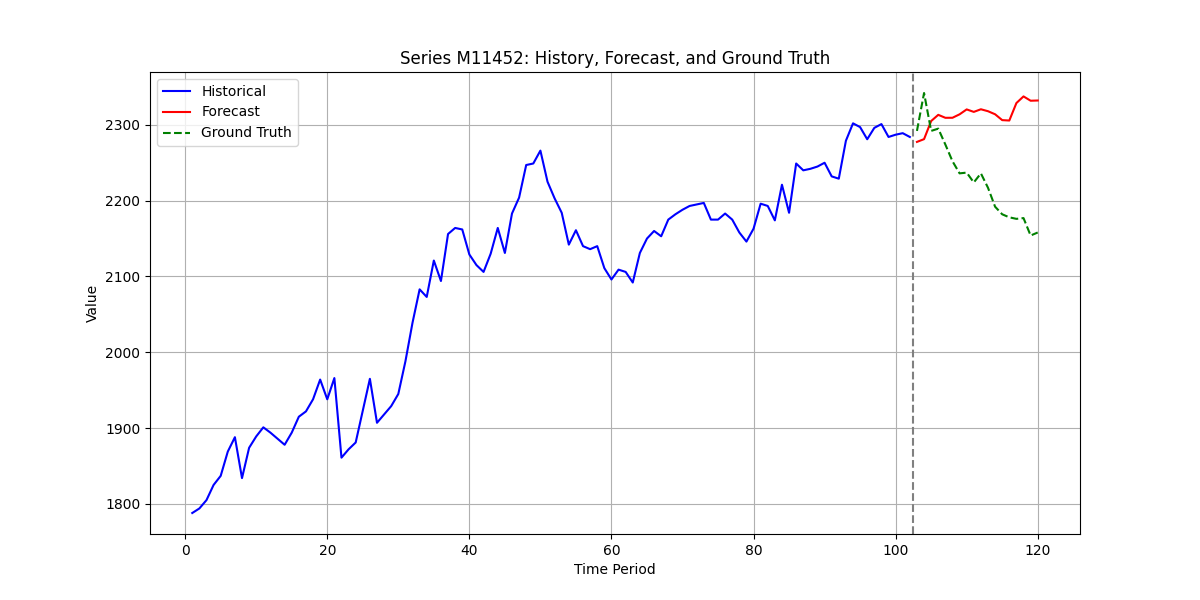 Series M11452: History, Forecast, and Ground Truth
Historical
Forecast
Ground Truth
Value
2300
2200
2100
2000
1900
1800
0 20 40 60 80 100 120
Time Period